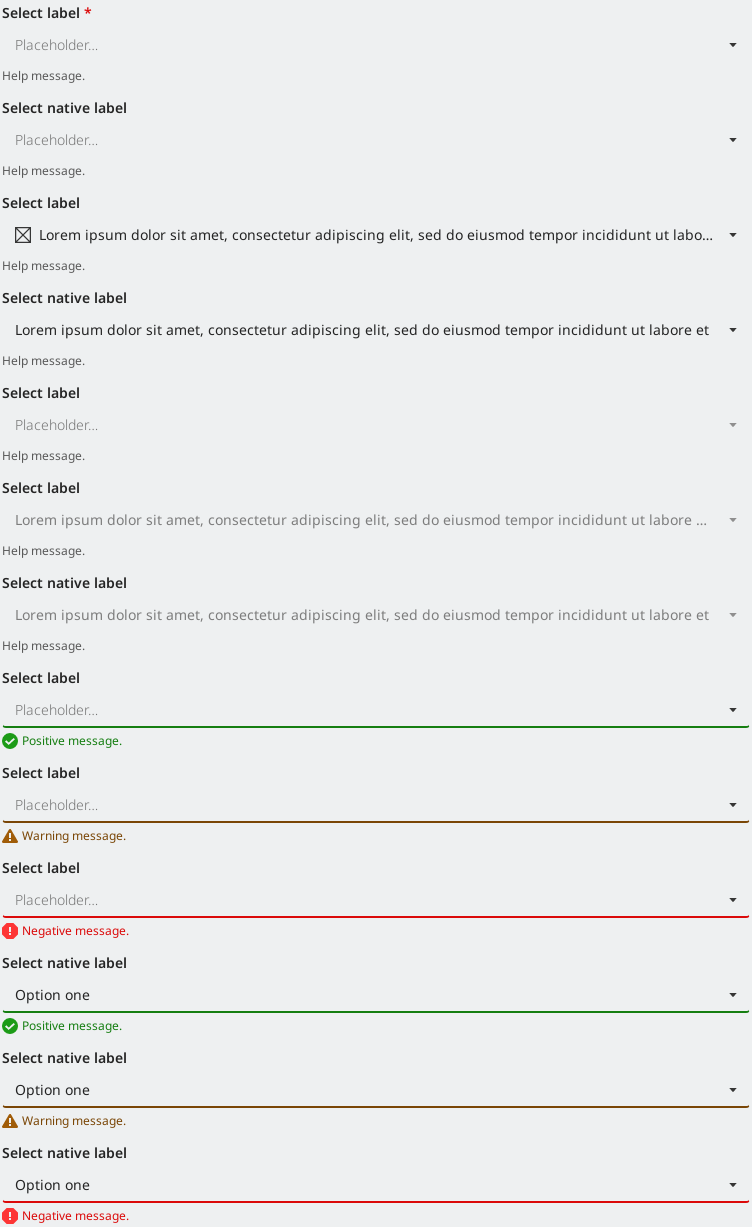 Select label *
Placeholder...
Help message.
Select native label
Placeholder...
Help message.
Select label
Lorem ipsum dolor sit amet, consectetur adipiscing elit, sed do eiusmod tempor incididunt ut labo...
Help message.
Select native label
Lorem ipsum dolor sit amet, consectetur adipiscing elit, sed do eiusmod tempor incididunt ut labore et
Help message.
Select label
Placeholder...
Help message.
Select label
Lorem ipsum dolor sit amet, consectetur adipiscing elit, sed do eiusmod tempor incididunt ut labore ...
Help message.
Select native label
Lorem ipsum dolor sit amet, consectetur adipiscing elit, sed do eiusmod tempor incididunt ut labore et
Help message.
Select label
Placeholder...
Positive message.
Select label
Placeholder...
Warning message.
Select label
Placeholder...
Negative message.
Select native label
Option one
Positive message.
Select native label
Option one
Warning message.
Select native label
Option one
Negative message.